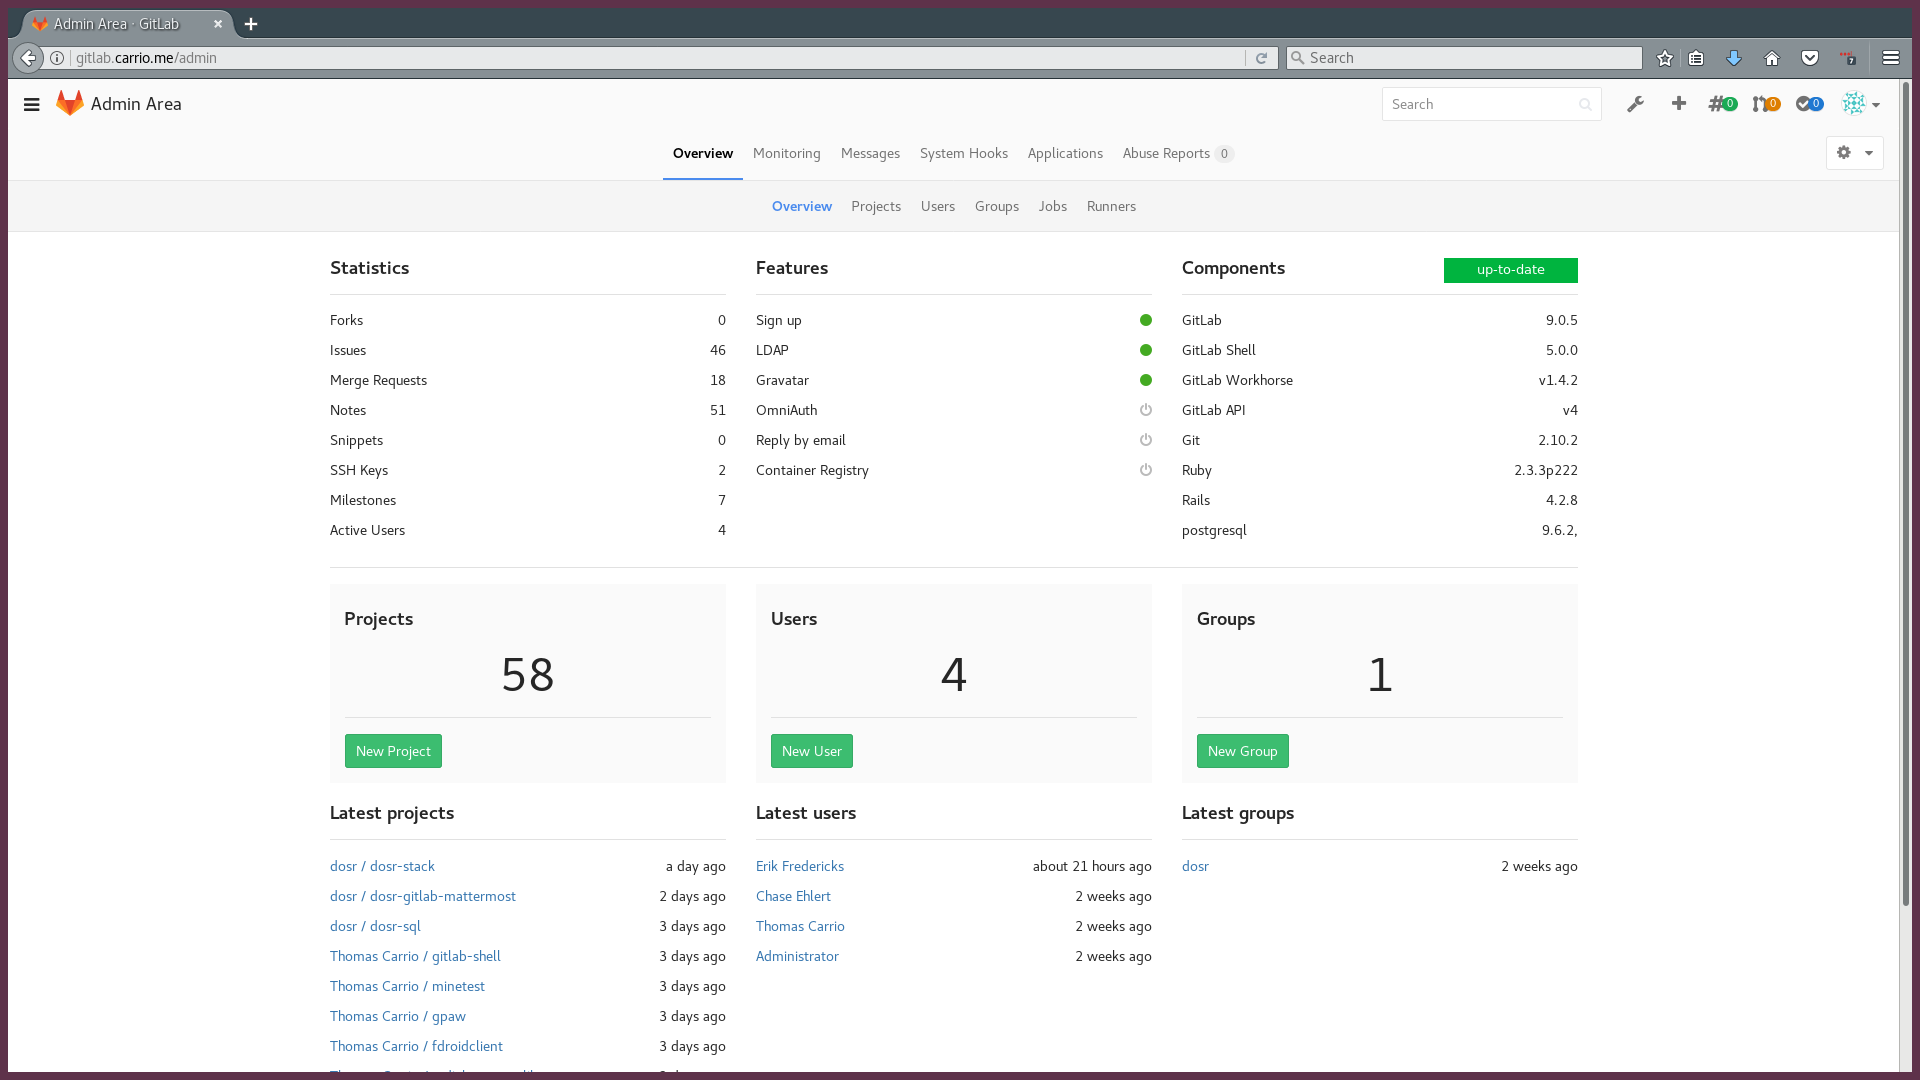 Admin Area · GitLab
gitlab.carrio.me/admin
Search
7
Admin Area
Search
0
0
0
Overview Monitoring Messages System Hooks Applications Abuse Reports 0
Overview Projects Users Groups Jobs Runners
Statistics
Forks 0
Issues 46
Merge Requests 18
Notes 51
Snippets 0
SSH Keys 2
Milestones 7
Active Users 4
Features
Sign up
LDAP
Gravatar
OmniAuth
Reply by email
Container Registry
Components up-to-date
GitLab 9.0.5
GitLab Shell 5.0.0
GitLab Workhorse v1.4.2
GitLab API v4
Git 2.10.2
Ruby 2.3.3p222
Rails 4.2.8
postgresql 9.6.2,
Projects
58
New Project
Users
4
New User
Groups
1
New Group
Latest projects
dosr / dosr-stack a day ago
dosr / dosr-gitlab-mattermost 2 days ago
dosr / dosr-sql 3 days ago
Thomas Carrio / gitlab-shell 3 days ago
Thomas Carrio / minetest 3 days ago
Thomas Carrio / gpaw 3 days ago
Thomas Carrio / fdroidclient 3 days ago
Latest users
Erik Fredericks about 21 hours ago
Chase Ehlert 2 weeks ago
Thomas Carrio 2 weeks ago
Administrator 2 weeks ago
Latest groups
dosr 2 weeks ago